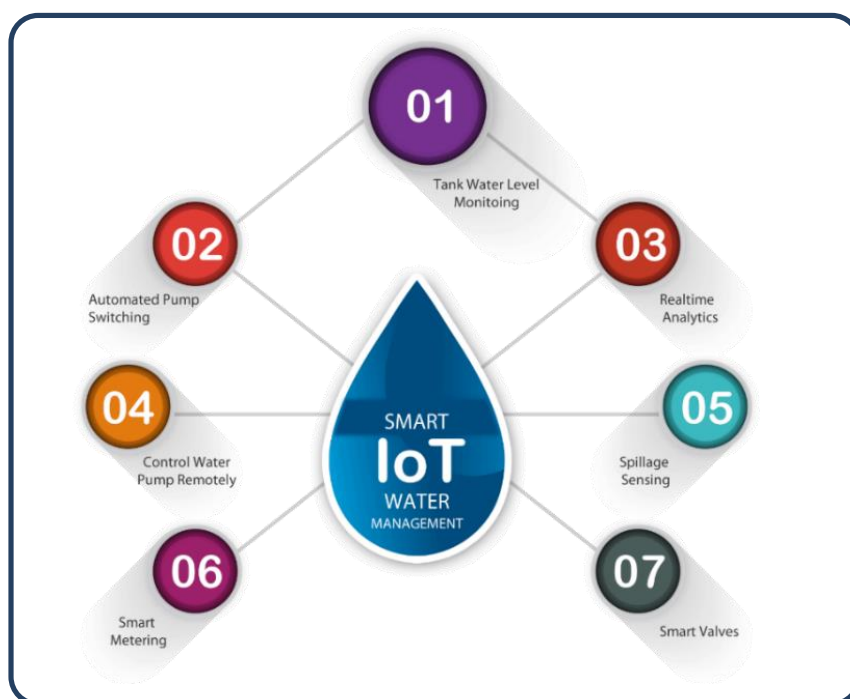 01
Tank Water Level
Monitoing
02
Automated Pump
Switching
03
Realtime
Analytics
04
Control Water
Pump Remotely
SMART
IoT
WATER
MANAGEMENT
05
Spillage
Sensing
06
Smart
Metering
07
Smart Valves